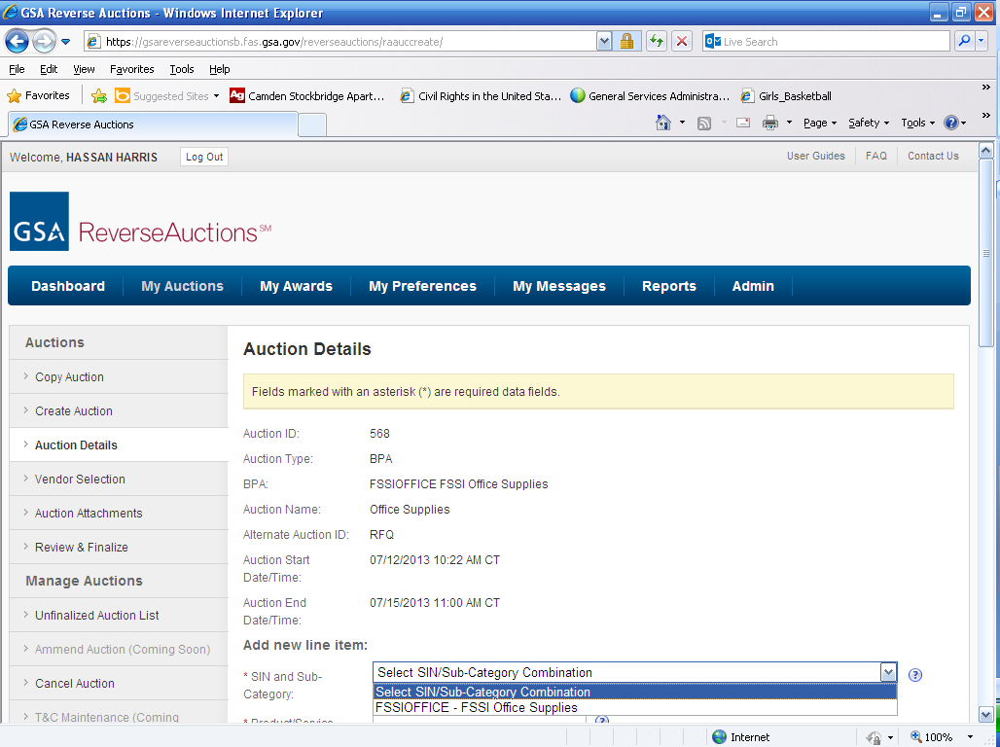 GSA Reverse Auctions - Windows Internet Explorer
https://gsareverseauctionsb.fas.gsa.gov/reverseauctions/raauccreate/
Live Search
File Edit View Favorites Tools Help
Favorites Suggested Sites Camden Stockbridge Apart... Civil Rights in the United Sta... General Services Administra... Girls_Basketball
GSA Reverse Auctions
Page Safety Tools
Welcome, HASSAN HARRIS Log Out User Guides FAQ Contact Us
GSA ReverseAuctions SM
Dashboard My Auctions My Awards My Preferences My Messages Reports Admin
Auctions
Copy Auction
Create Auction
Auction Details
Vendor Selection
Auction Attachments
Review & Finalize
Manage Auctions
Unfinalized Auction List
Ammend Auction (Coming Soon)
Cancel Auction
T&C Maintenance (Coming
Auction Details
Fields marked with an asterisk (*) are required data fields.
Auction ID: 568
Auction Type: BPA
BPA: FSSIOFFICE FSSI Office Supplies
Auction Name: Office Supplies
Alternate Auction ID: RFQ
Auction Start 07/12/2013 10:22 AM CT
Date/Time:
Auction End 07/15/2013 11:00 AM CT
Date/Time:
Add new line item:
* SIN and Sub- Select SIN/Sub-Category Combination
Category: Select SIN/Sub-Category Combination
FSSIOFFICE - FSSI Office Supplies
* Product/Service
Internet 100%